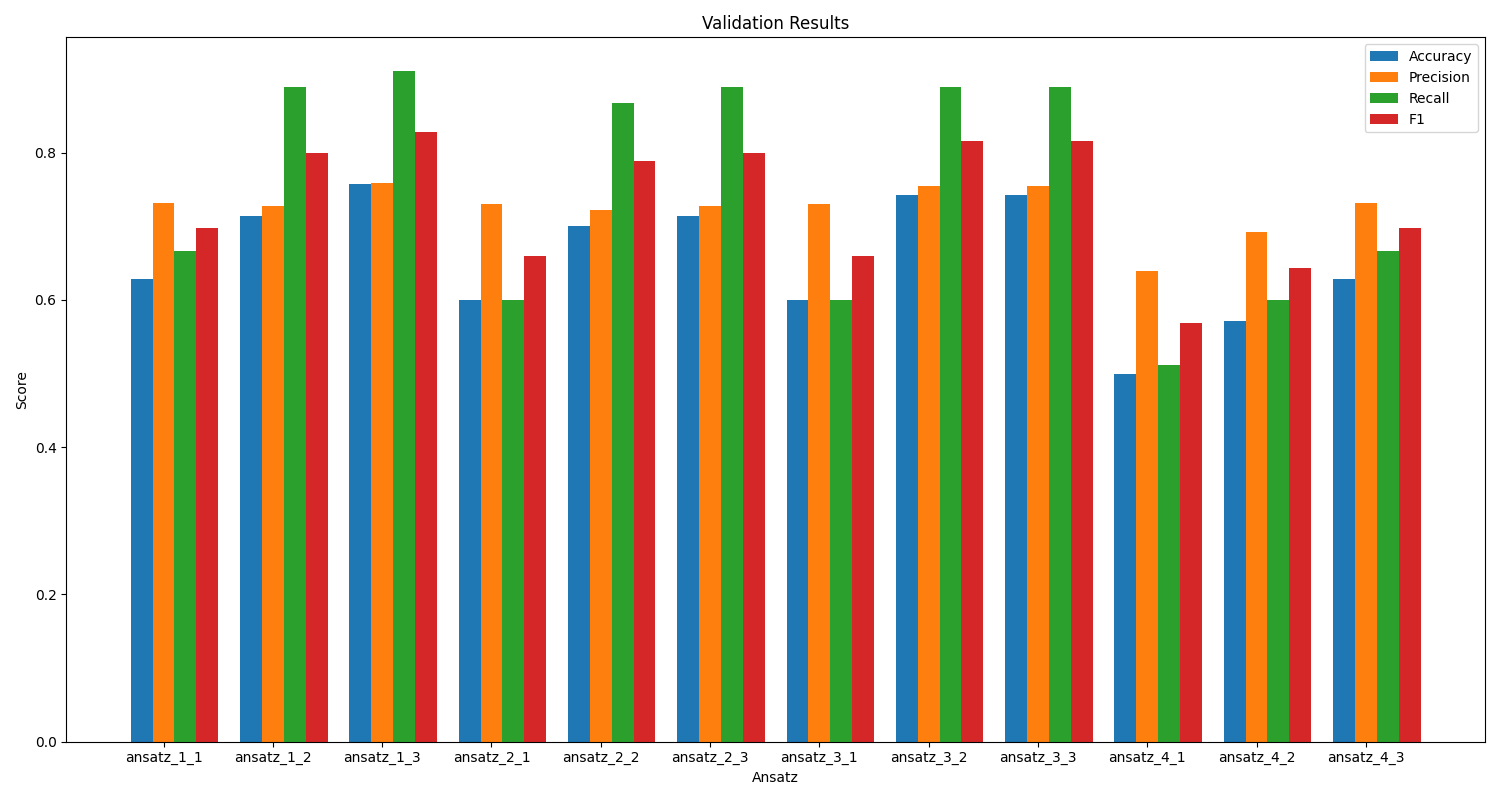 Validation Results
Accuracy
Precision
Recall
F1
Score
0.8
0.6
0.4
0.2
0.0
ansatz_1_1 ansatz_1_2 ansatz_1_3 ansatz_2_1 ansatz_2_2 ansatz_2_3 ansatz_3_1 ansatz_3_2 ansatz_3_3 ansatz_4_1 ansatz_4_2 ansatz_4_3
Ansatz